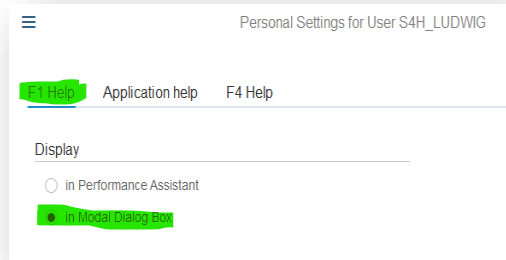 Personal Settings for User S4H_LUDWIG
F1 Help Application help F4 Help
Display
in Performance Assistant
in Modal Dialog Box